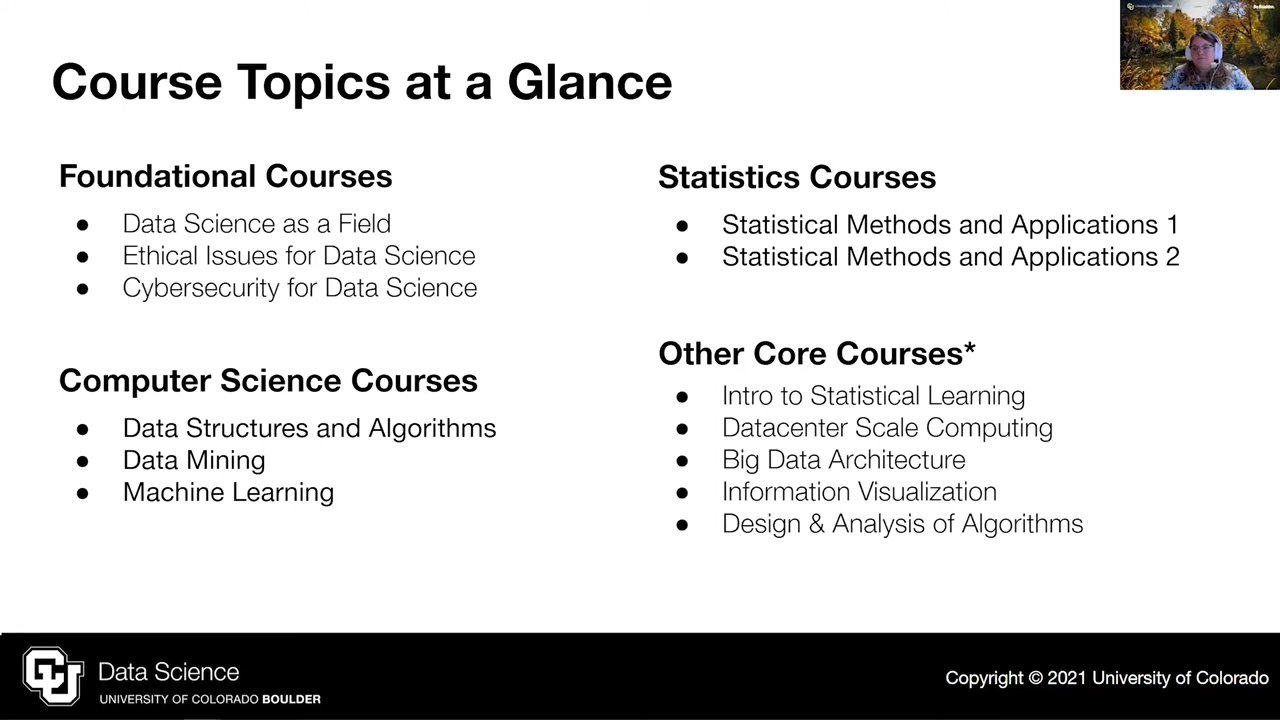 Course Topics at a Glance
Foundational Courses
● Data Science as a Field
● Ethical Issues for Data Science
● Cybersecurity for Data Science
Computer Science Courses
● Data Structures and Algorithms
● Data Mining
● Machine Learning
Statistics Courses
● Statistical Methods and Applications 1
● Statistical Methods and Applications 2
Other Core Courses*
● Intro to Statistical Learning
● Datacenter Scale Computing
● Big Data Architecture
● Information Visualization
● Design & Analysis of Algorithms
CU
Data Science
UNIVERSITY OF COLORADO BOULDER
Copyright © 2021 University of Colorado